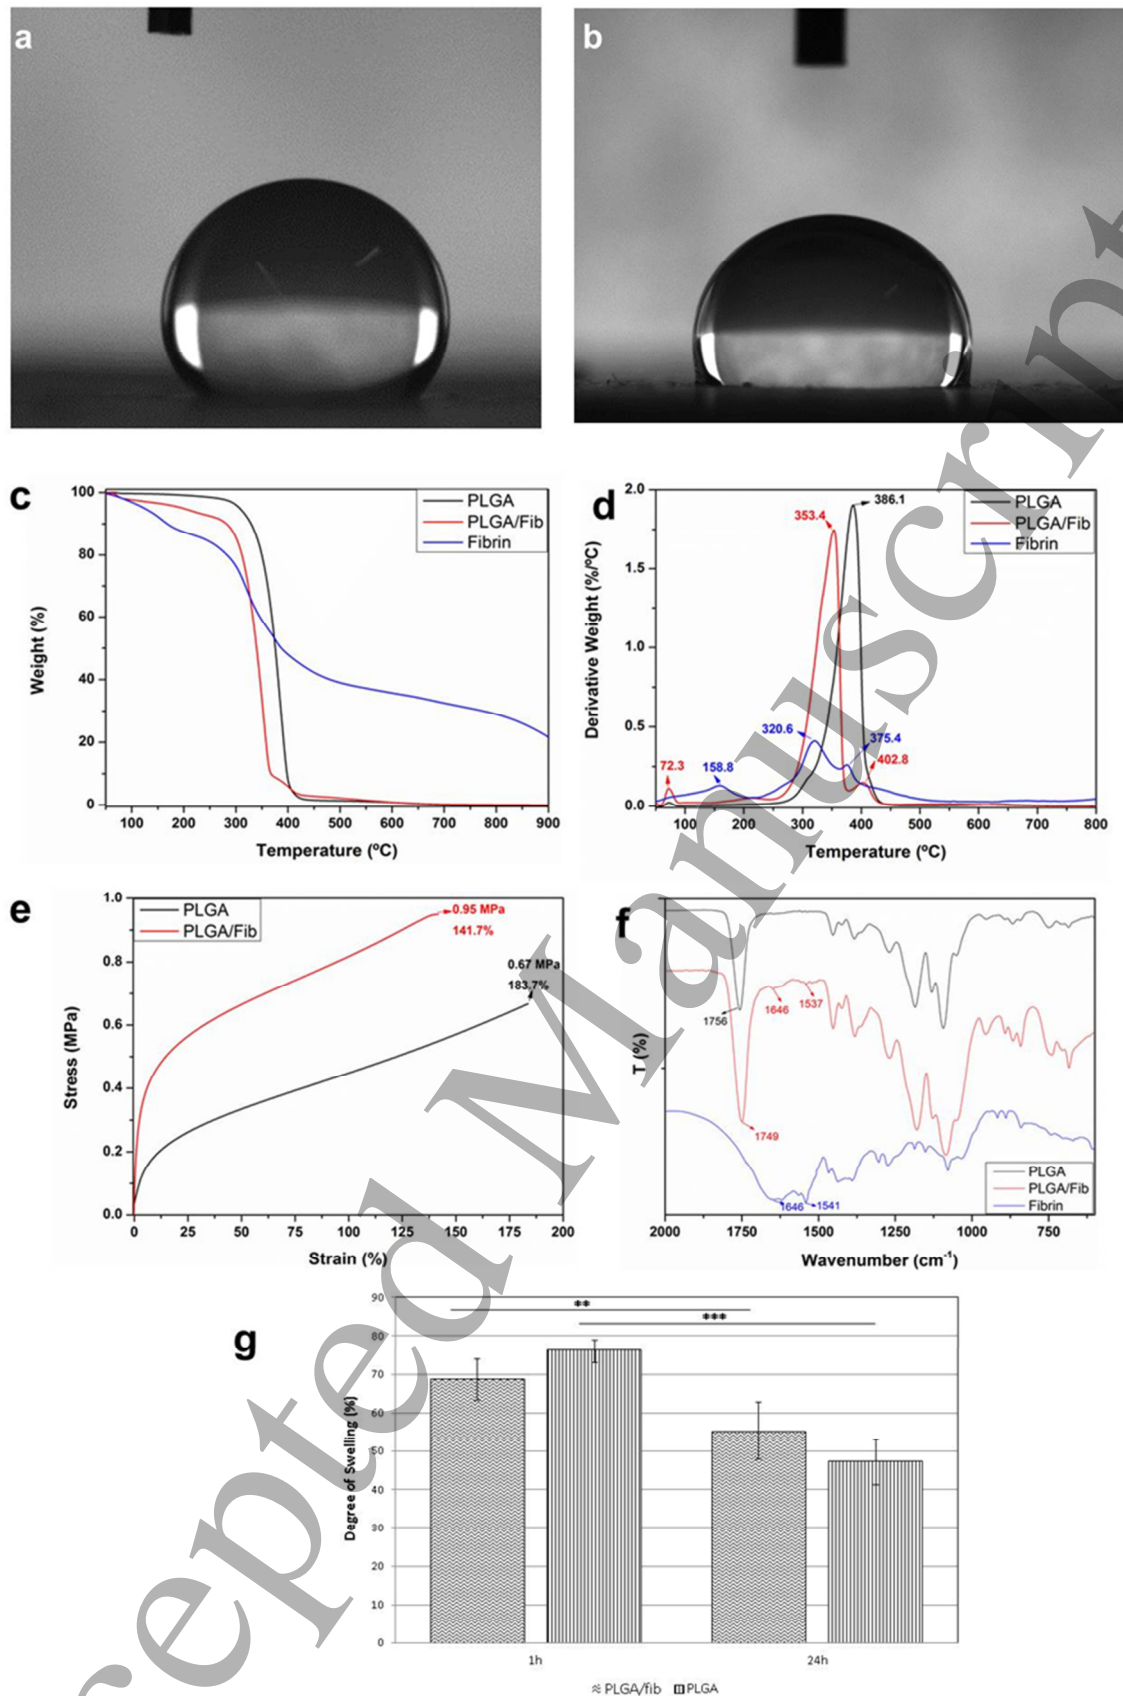 a
b
c
100
80
60
40
20
0
Weight (%)
PLGA
PLGA/Fib
Fibrin
100 200 300 400 500 600 700 800 900
Temperature (ºC)
d
2.0
1.5
1.0
0.5
0.0
Derivative Weight (%/ºC)
386.1
353.4
320.6
375.4
402.8
72.3
158.8
PLGA
PLGA/Fib
Fibrin
100 200 300 400 500 600 700 800
Temperature (ºC)
e
1.0
0.8
0.6
0.4
0.2
0.0
Stress (MPa)
PLGA
PLGA/Fib
0.95 MPa
141.7%
0.67 MPa
183.7%
0 25 50 75 100 125 150 175 200
Strain (%)
f
T (%)
1756
1646
1537
1749
1646
1541
PLGA
PLGA/Fib
Fibrin
2000 1750 1500 1250 1000 750
Wavenumber (cm⁻¹)
g
90
80
70
60
50
40
30
20
10
0
Degree of Swelling (%)
**
***
1h 24h
PLGA/fib PLGA
cepted Manuscript